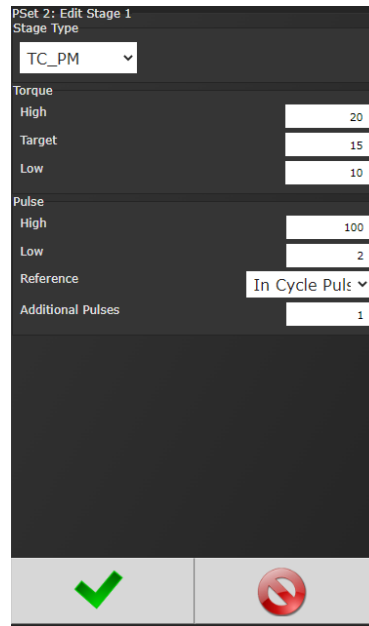 PSet 2: Edit Stage 1
Stage Type
TC_PM
Torque
High 20
Target 15
Low 10
Pulse
High 100
Low 2
Reference In Cycle Puls
Additional Pulses 1